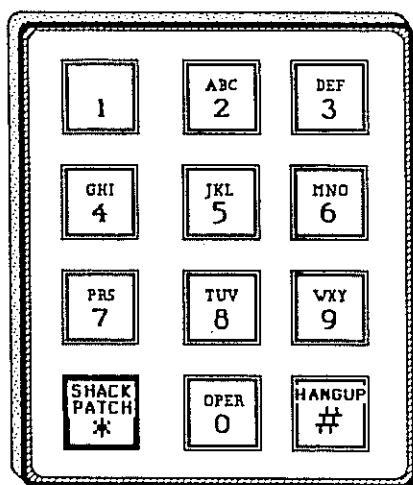 1
ABC
2
DEF
3
GHI
4
JKL
5
MNO
6
PRS
7
TUV
8
WXY
9
SHACK
PATCH
*
OPER
0
HANGUP
#